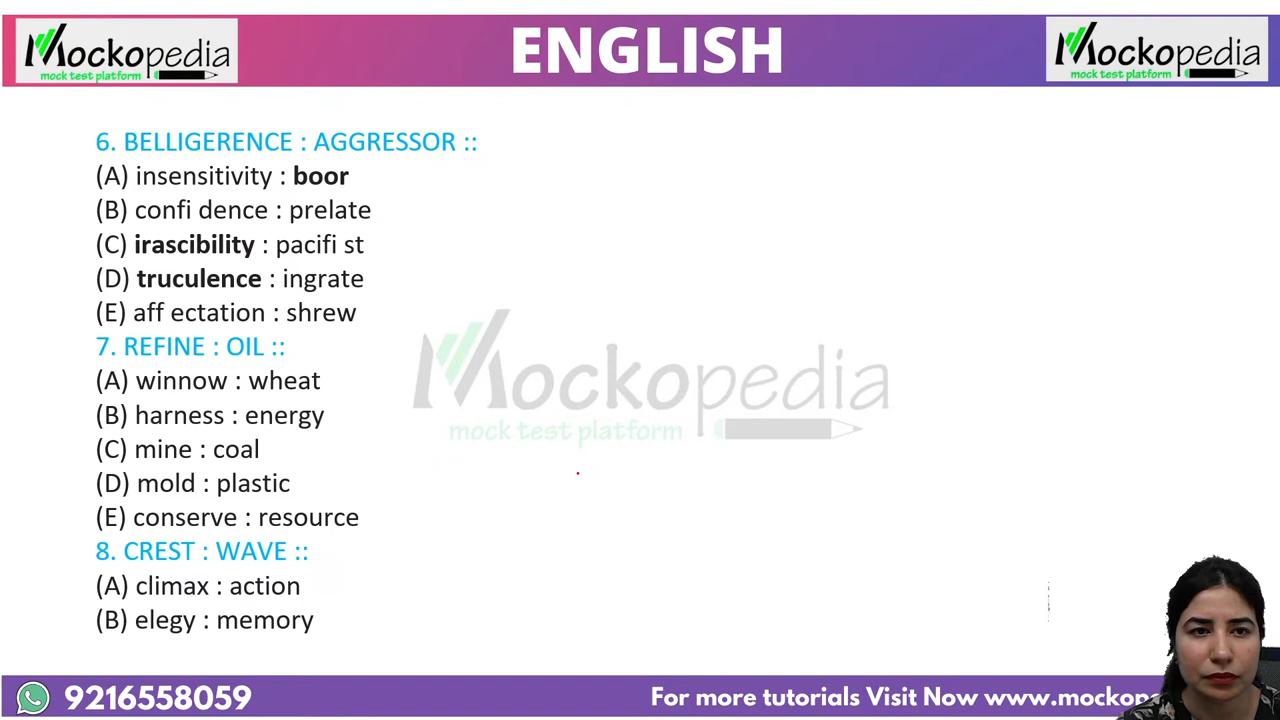 Mockopedia
mock test platform
ENGLISH
Mockopedia
mock test platform
6. BELLIGERENCE : AGGRESSOR ::
(A) insensitivity : boor
(B) confi dence : prelate
(C) irascibility : pacifi st
(D) truculence : ingrate
(E) aff ectation : shrew
7. REFINE : OIL ::
(A) winnow : wheat
(B) harness : energy
(C) mine : coal
(D) mold : plastic
(E) conserve : resource
8. CREST : WAVE ::
(A) climax : action
(B) elegy : memory
Mockopedia
mock test platform
9216558059
For more tutorials Visit Now www.mockop